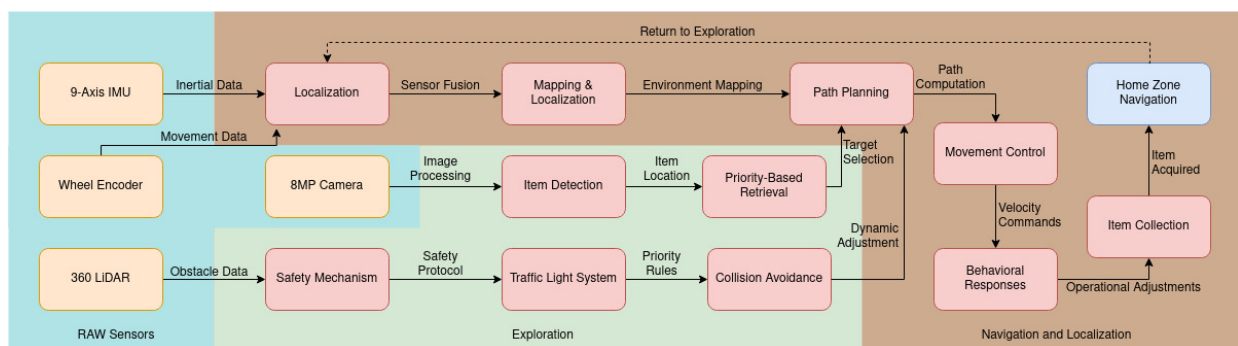 Return to Exploration
9-Axis IMU
Inertial Data
Localization
Sensor Fusion
Mapping &
Localization
Environment Mapping
Path Planning
Path
Computation
Home Zone
Navigation
Movement Data
Wheel Encoder
8MP Camera
Image
Processing
Item Detection
Item
Location
Priority-Based
Retrieval
Target
Selection
Movement Control
Item
Acquired
Velocity
Commands
Item Collection
360 LiDAR
Obstacle Data
Safety Mechanism
Safety
Protocol
Traffic Light System
Priority
Rules
Collision Avoidance
Dynamic
Adjustment
Behavioral
Responses
Operational Adjustments
RAW Sensors
Exploration
Navigation and Localization